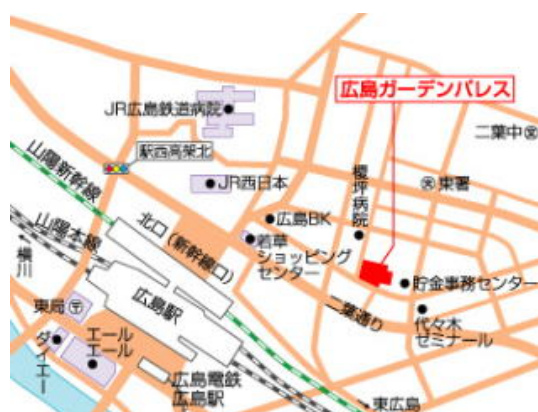 広島ガーデンパレス
JR広島鉄道病院
二葉中㊫
駅西高架北
東署
山陽新幹線
JR西日本
榎坪病院
広島BK
山陽本線
北口(新幹線口)
若草
ショッピング
センター
←横川
貯金事務センター
広島駅
二葉通り
代々木
ゼミナール
東局〒
ダイエー
エール
エール
広島電鉄
広島駅
→東広島